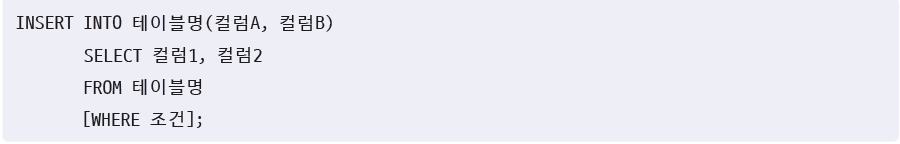 INSERT INTO 테이블명(컬럼A, 컬럼B)
SELECT 컬럼1, 컬럼2
FROM 테이블명
[WHERE 조건];